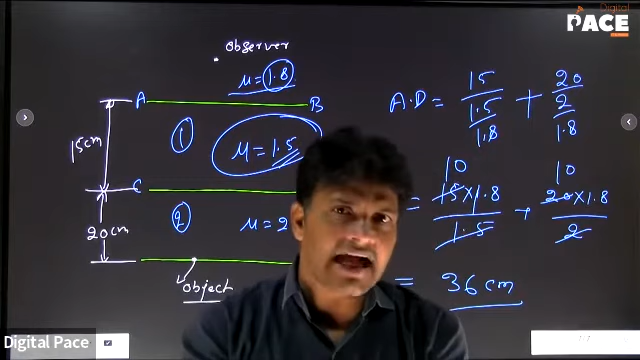 Digital
PACE
observer
μ = 1.8
A B
15cm
1
μ = 1.5
C
20cm
2
μ = 2
object
A.D = 15/(1.5/1.8) + 20/(2/1.8)
10 10
= 15×1.8/1.5 + 20×1.8/2
= 36 cm
Digital Pace